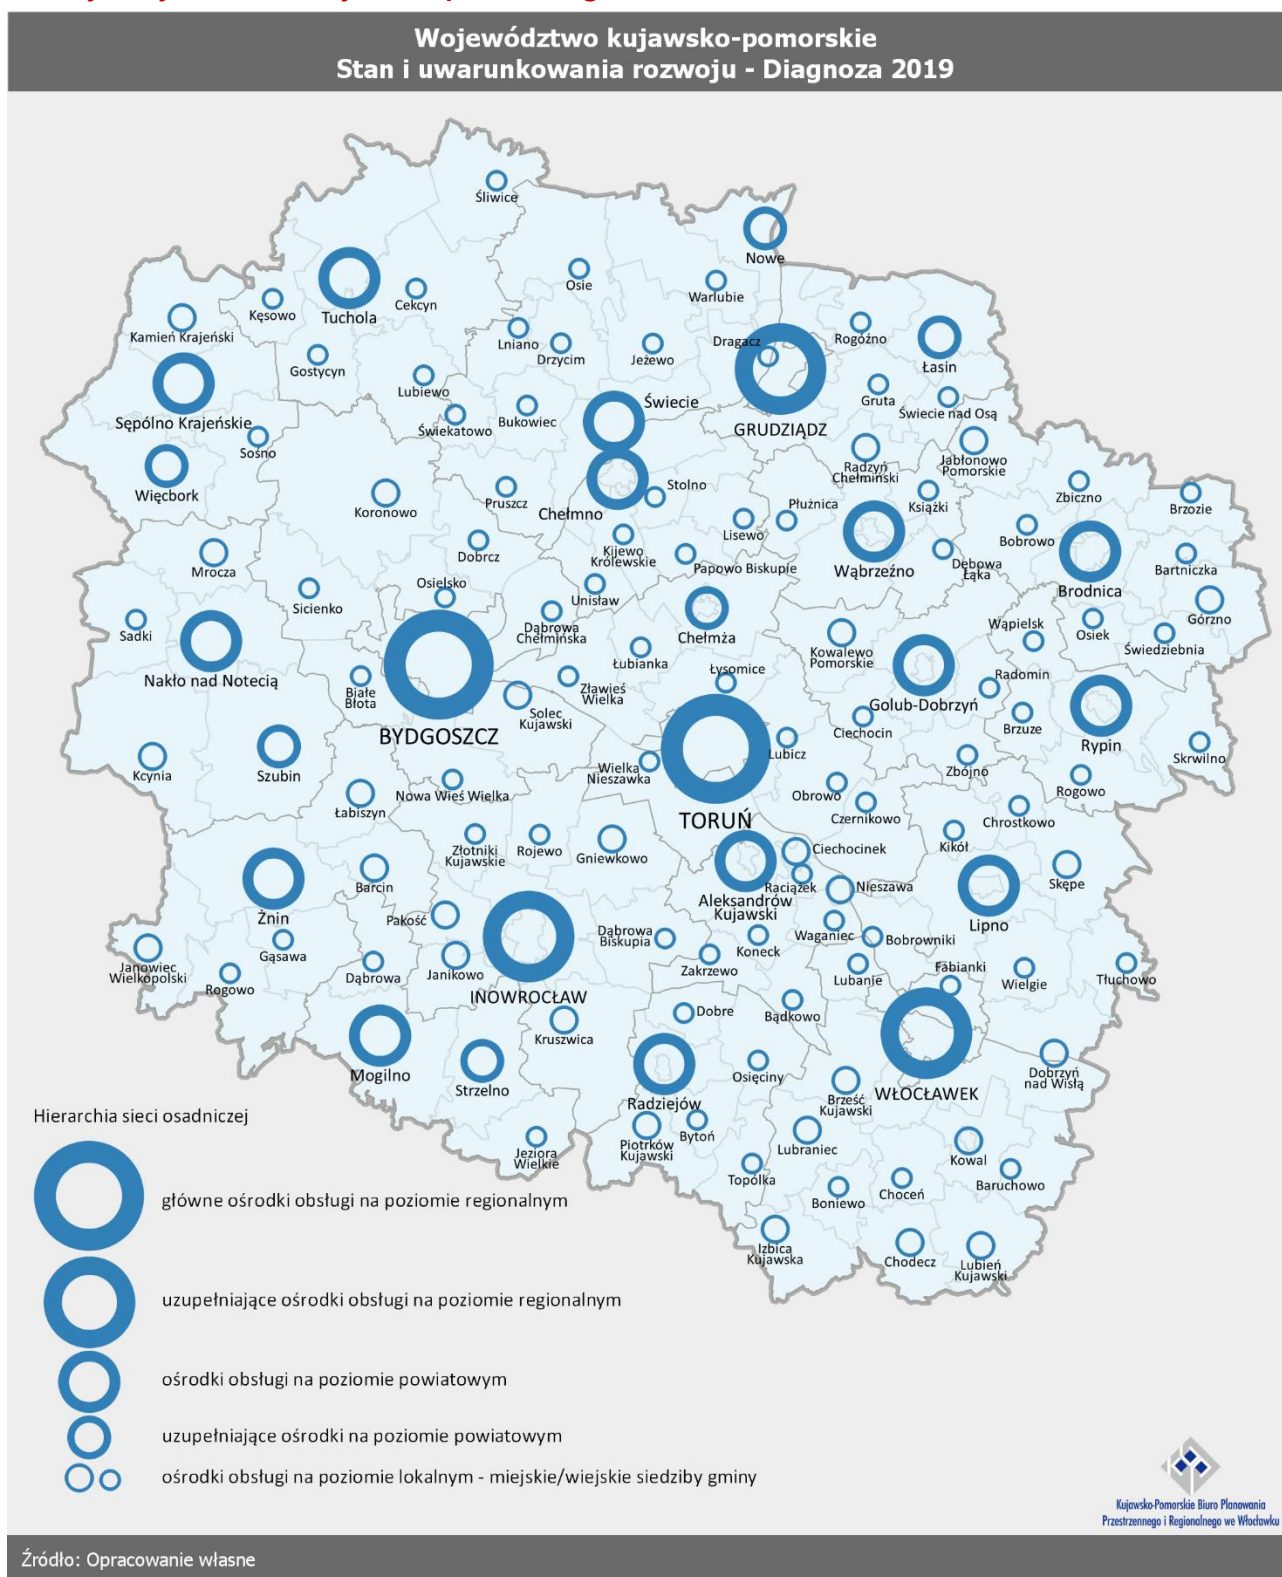 Województwo kujawsko-pomorskie
Stan i uwarunkowania rozwoju - Diagnoza 2019
Śliwice
Nowe
Osie
Warlubie
Tuchola
Cekcyn
Kęsowo
Kamień Krajeński
Lniano
Drzycim
Jeżewo
Dragacz
Rogóźno
Łasin
Gostycyn
Lubiewo
Gruta
Świecie nad Osą
Sępólno Krajeńskie
Świekatowo
Bukowiec
Świecie
GRUDZIĄDZ
Sośno
Radzyń
Chełmiński
Jabłonowo
Pomorskie
Więcbork
Koronowo
Pruszcz
Chełmno
Stolno
Płużnica
Książki
Zbiczno
Brzozie
Lisewo
Bobrowo
Mrocza
Dobrcz
Kijewo
Królewskie
Papowo Biskupie
Wąbrzeźno
Dębowa
Łąka
Brodnica
Bartniczka
Sicienko
Osielsko
Unisław
Sadki
Dąbrowa
Chełmińska
Chełmża
Kowalewo
Pomorskie
Wąpielsk
Osiek
Górzno
Świedziebnia
Nakło nad Notecią
Łubianka
Łysomice
Białe
Błota
Zławieś
Wielka
Golub-Dobrzyń
Radomin
Solec
Kujawski
BYDGOSZCZ
Ciechocin
Brzuze
Rypin
Skrwilno
Kcynia
Szubin
Wielka
Nieszawka
Lubicz
Zbójno
Rogowo
Łabiszyn
Nowa Wieś Wielka
Obrowo
Czernikowo
TORUŃ
Chrostkowo
Złotniki
Kujawskie
Rojewo
Gniewkowo
Ciechocinek
Kikół
Barcin
Raciążek
Nieszawa
Skępe
Żnin
Aleksandrów
Kujawski
Lipno
Pakość
Dąbrowa
Biskupia
Koneck
Waganiec
Bobrowniki
Gąsawa
Janowiec
Wielkopolski
Rogowo
Dąbrowa
Janikowo
Zakrzewo
Lubanie
Fabianki
Wielgie
Tłuchowo
INOWROCŁAW
Dobre
Bądkowo
Kruszwica
Mogilno
Strzelno
Radziejów
Osięciny
Brześć
Kujawski
WŁOCŁAWEK
Dobrzyń
nad Wisłą
Piotrków
Kujawski
Bytoń
Lubraniec
Kowal
Jeziora
Wielkie
Topólka
Boniewo
Choceń
Baruchowo
Izbica
Kujawska
Chodecz
Lubień
Kujawski
Hierarchia sieci osadniczej
główne ośrodki obsługi na poziomie regionalnym
uzupełniające ośrodki obsługi na poziomie regionalnym
ośrodki obsługi na poziomie powiatowym
uzupełniające ośrodki na poziomie powiatowym
ośrodki obsługi na poziomie lokalnym - miejskie/wiejskie siedziby gminy
Kujawsko-Pomorskie Biuro Planowania
Przestrzennego i Regionalnego we Włocławku
Źródło: Opracowanie własne